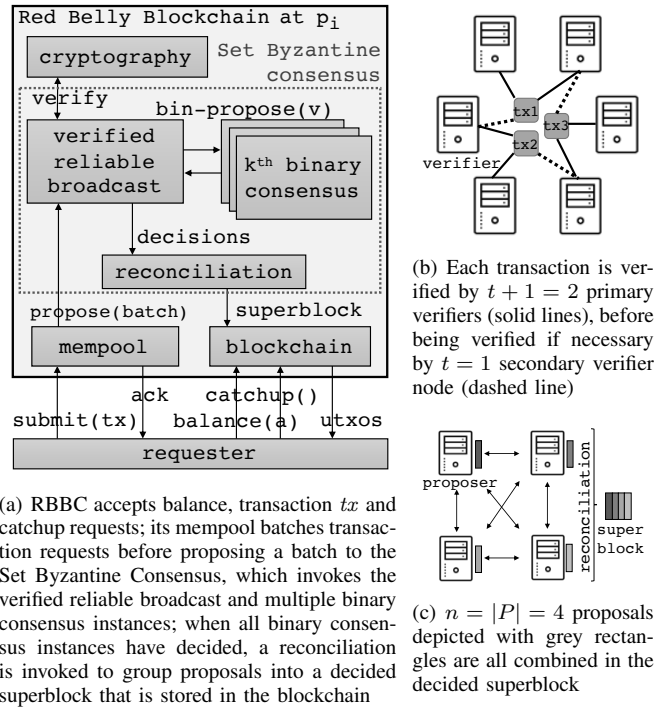 Red Belly Blockchain at pi
cryptography
Set Byzantine
consensus
verify
bin-propose(v)
verified
reliable
broadcast
kth binary
consensus
decisions
reconciliation
propose(batch)
superblock
mempool
blockchain
ack
catchup()
submit(tx)
balance(a)
utxos
requester
(a) RBBC accepts balance, transaction tx and
catchup requests; its mempool batches transac-
tion requests before proposing a batch to the
Set Byzantine Consensus, which invokes the
verified reliable broadcast and multiple binary
consensus instances; when all binary consen-
sus instances have decided, a reconciliation
is invoked to group proposals into a decided
superblock that is stored in the blockchain
tx1
tx3
tx2
verifier
(b) Each transaction is ver-
ified by t + 1 = 2 primary
verifiers (solid lines), before
being verified if necessary
by t = 1 secondary verifier
node (dashed line)
proposer
reconciliation
super
block
(c) n = |P| = 4 proposals
depicted with grey rectan-
gles are all combined in the
decided superblock